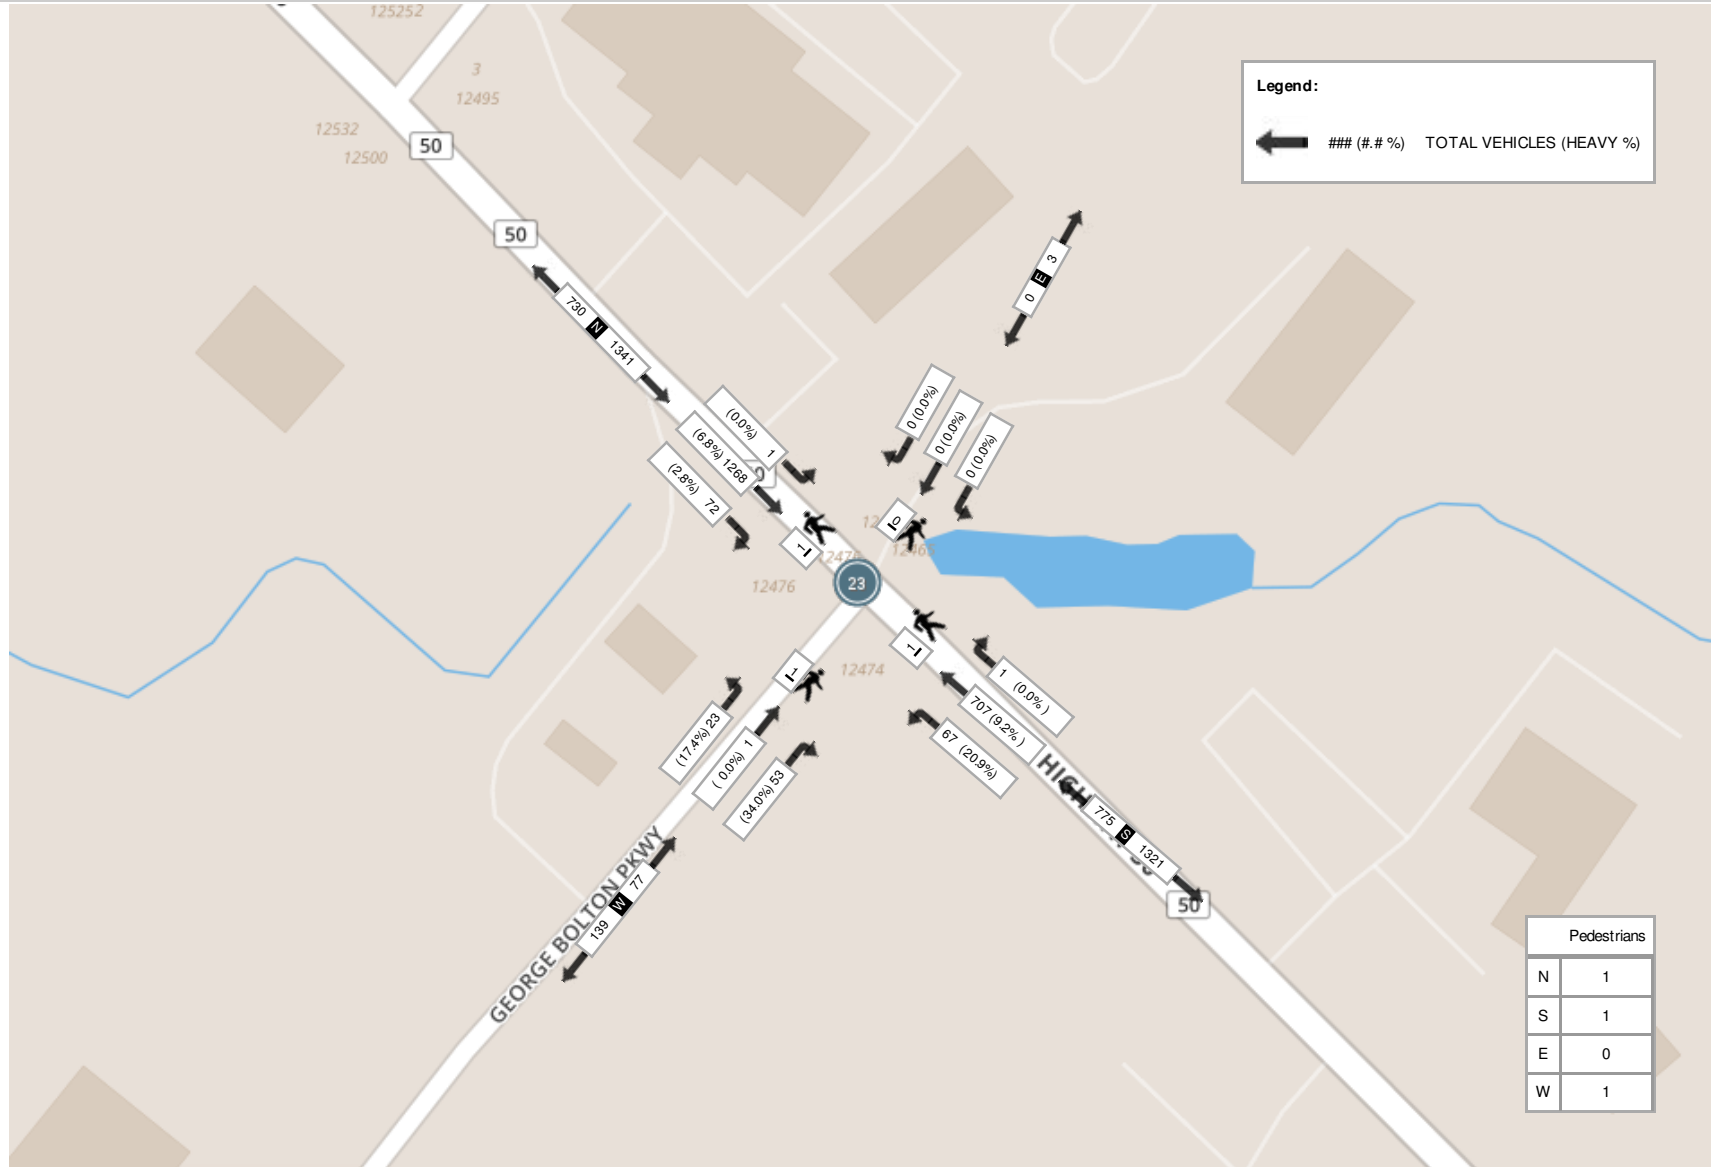 125252
3
12495
12532
12500
50
50
Legend:
###  (#.# %) TOTAL VEHICLES (HEAVY %)
3 E 0
730 N 1341
(0.0%) 1
(6.8%) 1268
(2.8%) 72
0 (0.0%)
0 (0.0%)
0 (0.0%)
0
1
12476
23
12474
1
1
(17.4%) 23
( 0.0%) 1
(34.0%) 53
1 (0.0% )
707 (9.2% )
67 (20.9%)
775 S 1321
50
139 W 77
GEORGE BOLTON PKWY
Pedestrians
N 1
S 1
E 0
W 1